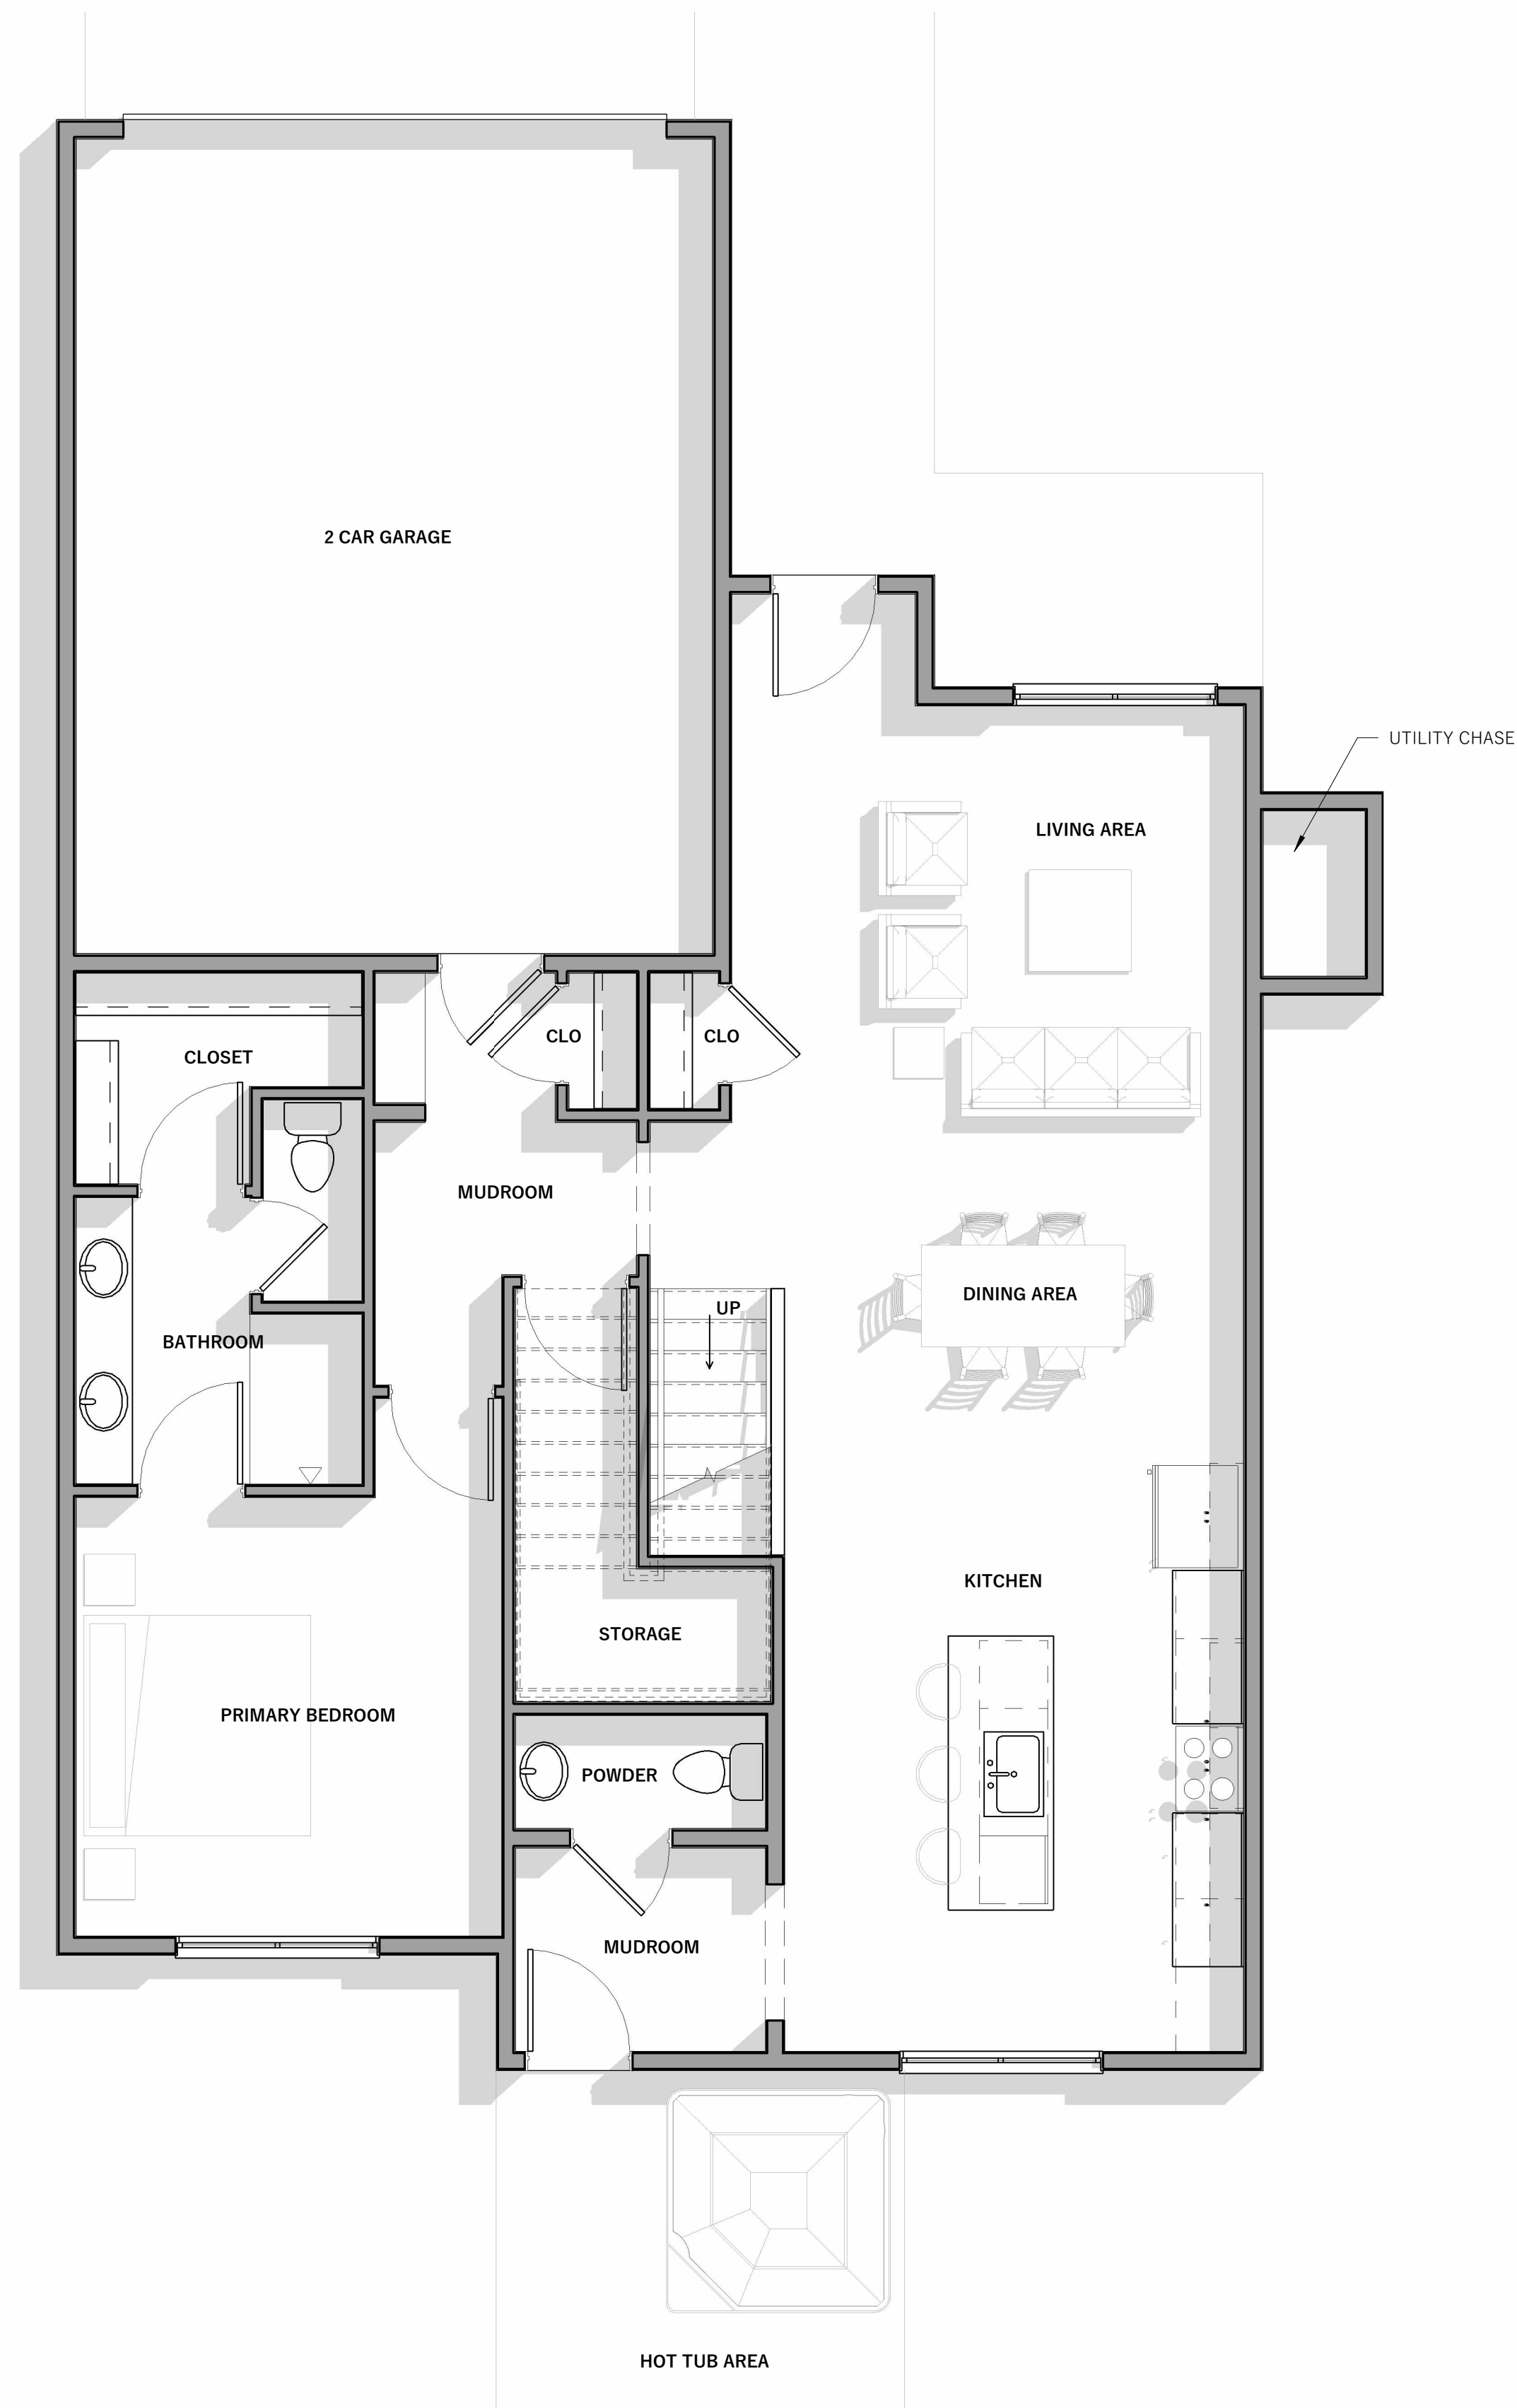 2 CAR GARAGE
UTILITY CHASE
LIVING AREA
CLO
CLO
CLOSET
MUDROOM
DINING AREA
UP
BATHROOM
KITCHEN
STORAGE
PRIMARY BEDROOM
POWDER
MUDROOM
HOT TUB AREA